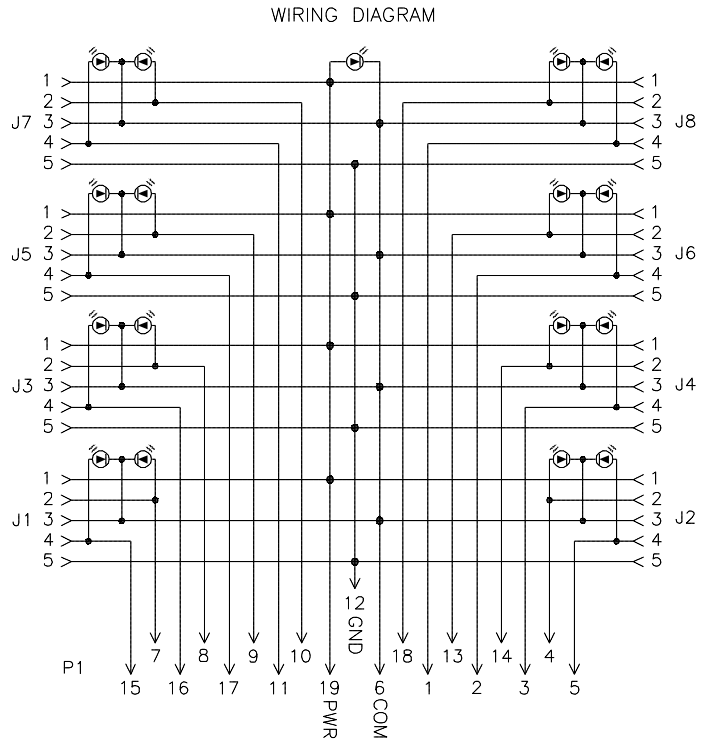 WIRING DIAGRAM
1 1
2 2
J7 3 3 J8
4 4
5 5
1 1
2 2
J5 3 3 J6
4 4
5 5
1 1
2 2
J3 3 3 J4
4 4
5 5
1 1
2 2
J1 3 3 J2
4 4
5 5
12 GND
7 8 9 10 18 13 14 4
P1
15 16 17 11 19 6 1 2 3 5
PWR COM